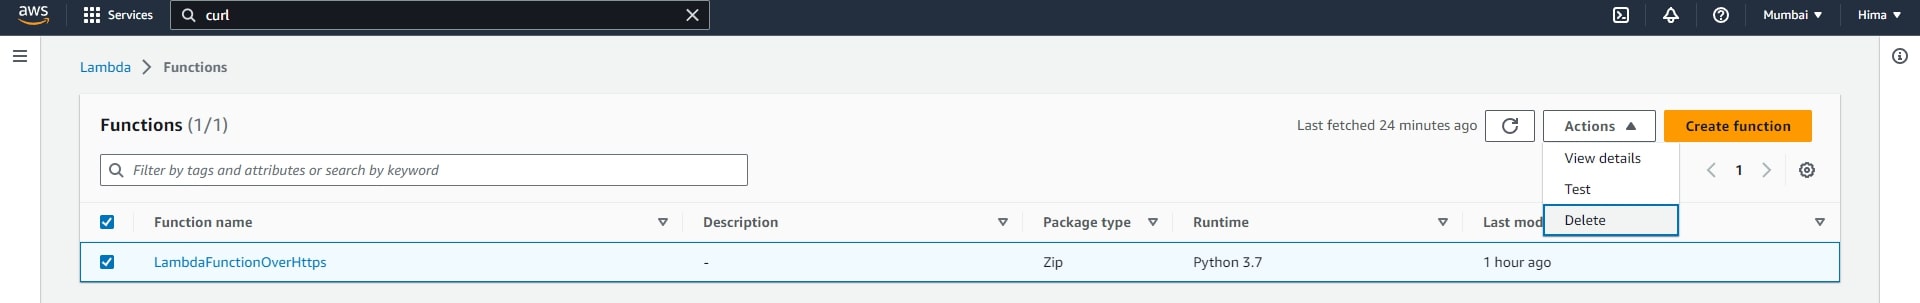 aws Services curl Mumbai ▼ Hima ▼
Lambda > Functions
Functions (1/1) Last fetched 24 minutes ago Actions ▲ Create function
Filter by tags and attributes or search by keyword
View details
< 1 >
Test
Delete
Function name Description Package type Runtime Last mod
LambdaFunctionOverHttps - Zip Python 3.7 1 hour ago